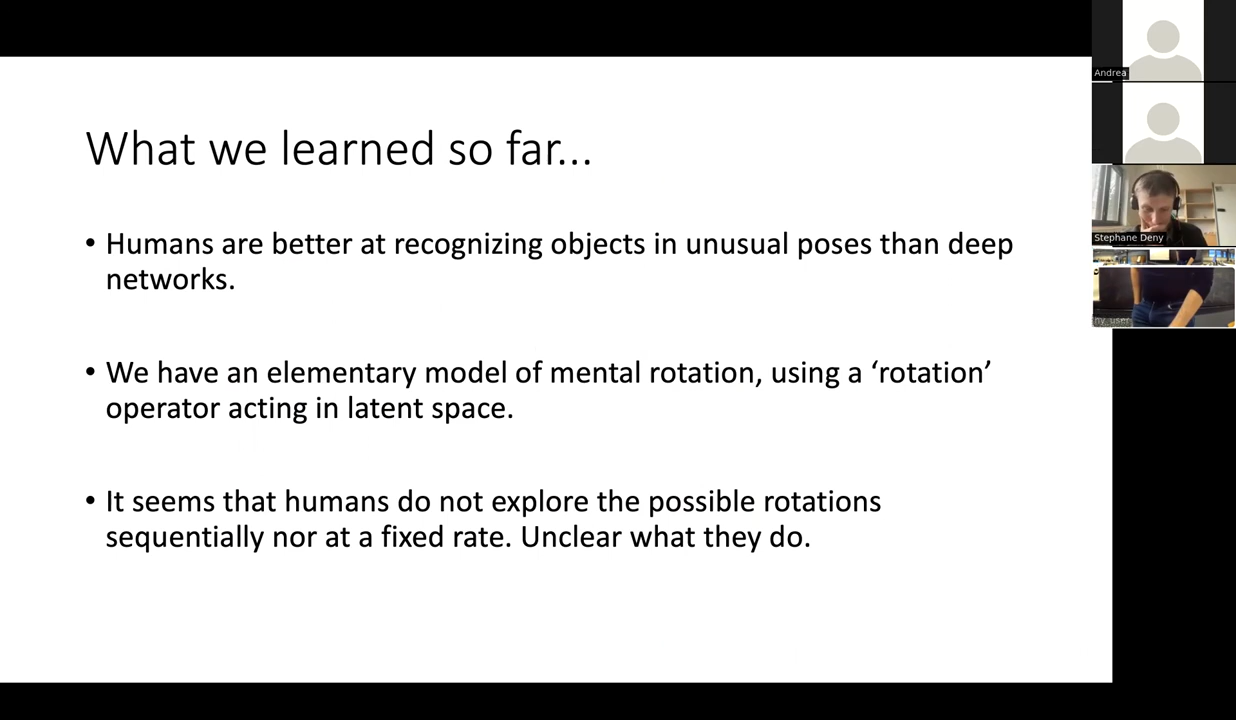 What we learned so far...
• Humans are better at recognizing objects in unusual poses than deep
networks.
• We have an elementary model of mental rotation, using a ‘rotation’
operator acting in latent space.
• It seems that humans do not explore the possible rotations
sequentially nor at a fixed rate. Unclear what they do.
Andrea
Stephane Deny